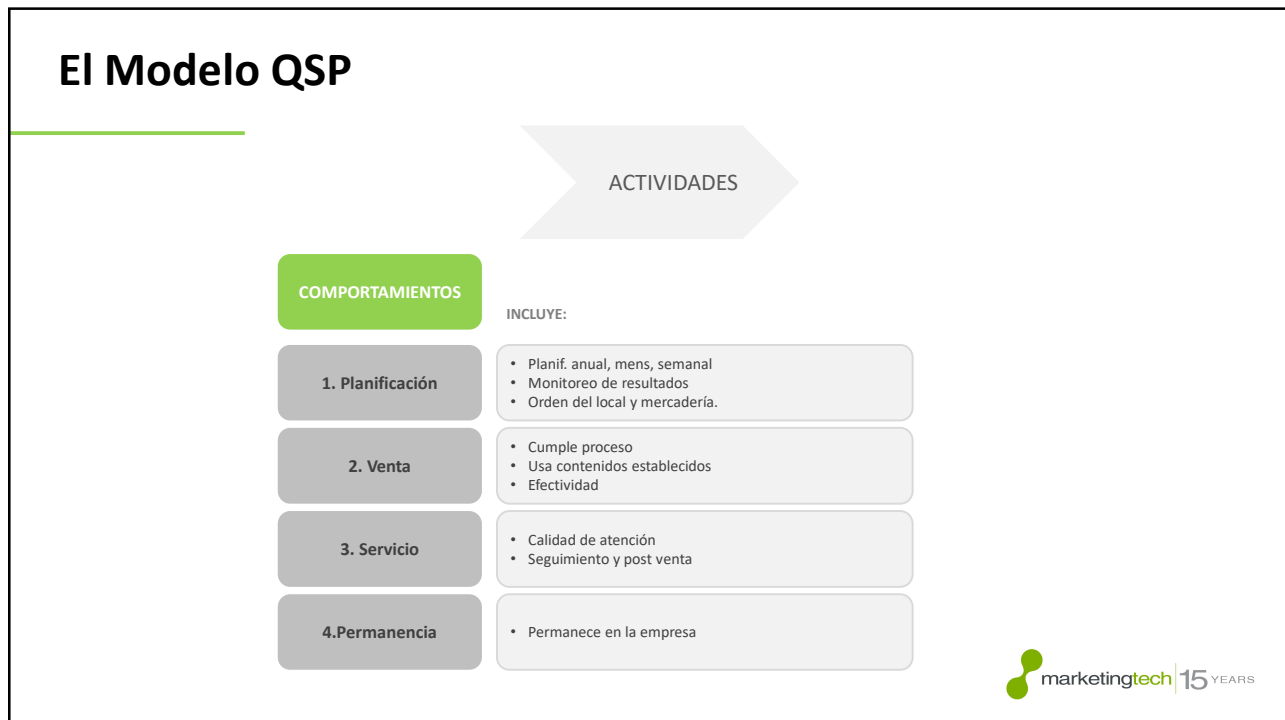 El Modelo QSP
ACTIVIDADES
COMPORTAMIENTOS
INCLUYE:
1. Planificación
• Planif. anual, mens, semanal
• Monitoreo de resultados
• Orden del local y mercadería.
2. Venta
• Cumple proceso
• Usa contenidos establecidos
• Efectividad
3. Servicio
• Calidad de atención
• Seguimiento y post venta
4.Permanencia
• Permanece en la empresa
marketingtech 15 YEARS